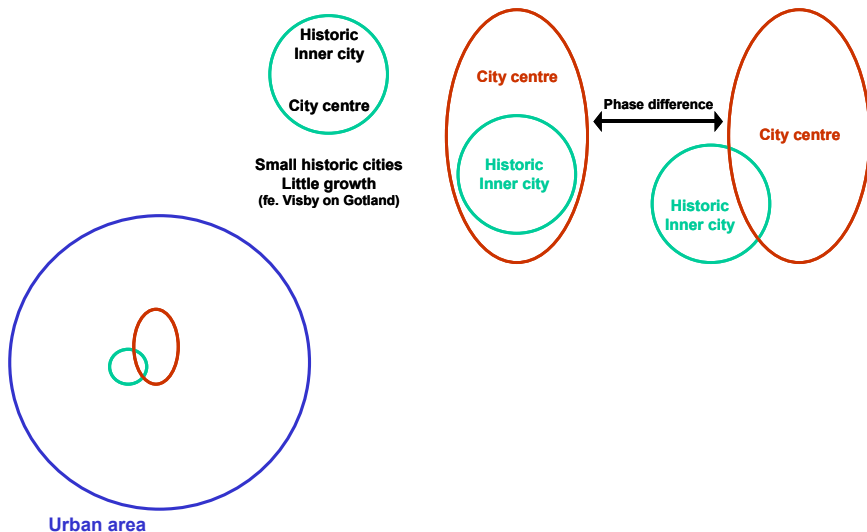 Historic
Inner city
City centre
Small historic cities
Little growth
(fe. Visby on Gotland)
City centre
Historic
Inner city
Phase difference
City centre
Historic
Inner city
Urban area